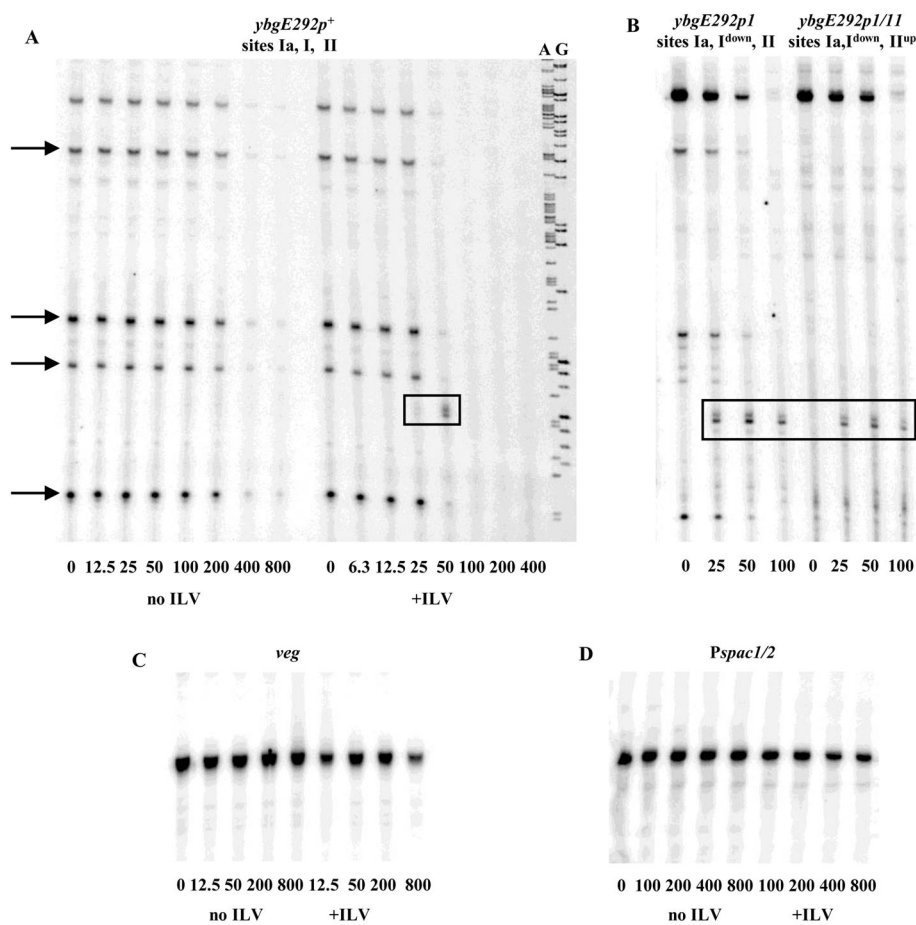 A
ybgE292p+
sites Ia, I, II
A G
0 12.5 25 50 100 200 400 800 0 6.3 12.5 25 50 100 200 400
no ILV +ILV
B
ybgE292p1 ybgE292p1/11
sites Ia, Idown, II sites Ia,Idown, IIup
0 25 50 100 0 25 50 100
C
veg
0 12.5 50 200 800 12.5 50 200 800
no ILV +ILV
D
Pspac1/2
0 100 200 400 800 100 200 400 800
no ILV +ILV